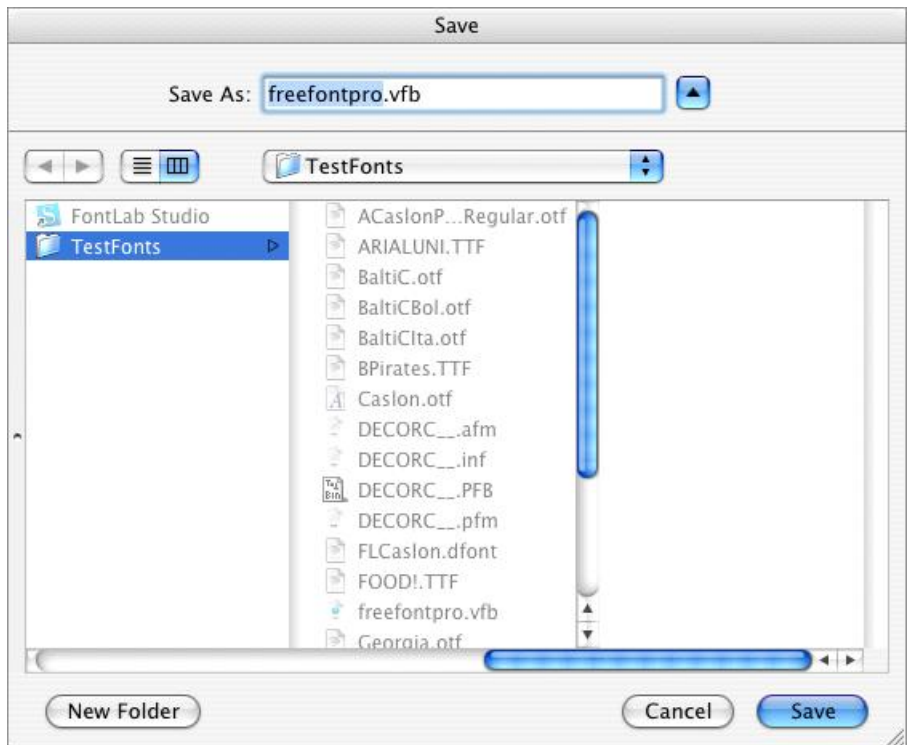 Save
Save As: freefontpro.vfb
TestFonts
FontLab Studio
TestFonts
ACaslonP...Regular.otf
ARIALUNI.TTF
BaltiC.otf
BaltiCBol.otf
BaltiCIta.otf
BPirates.TTF
Caslon.otf
DECORC__.afm
DECORC__.inf
DECORC__.PFB
DECORC__.pfm
FLCaslon.dfont
FOOD!.TTF
freefontpro.vfb
Georgia.otf
New Folder
Cancel
Save